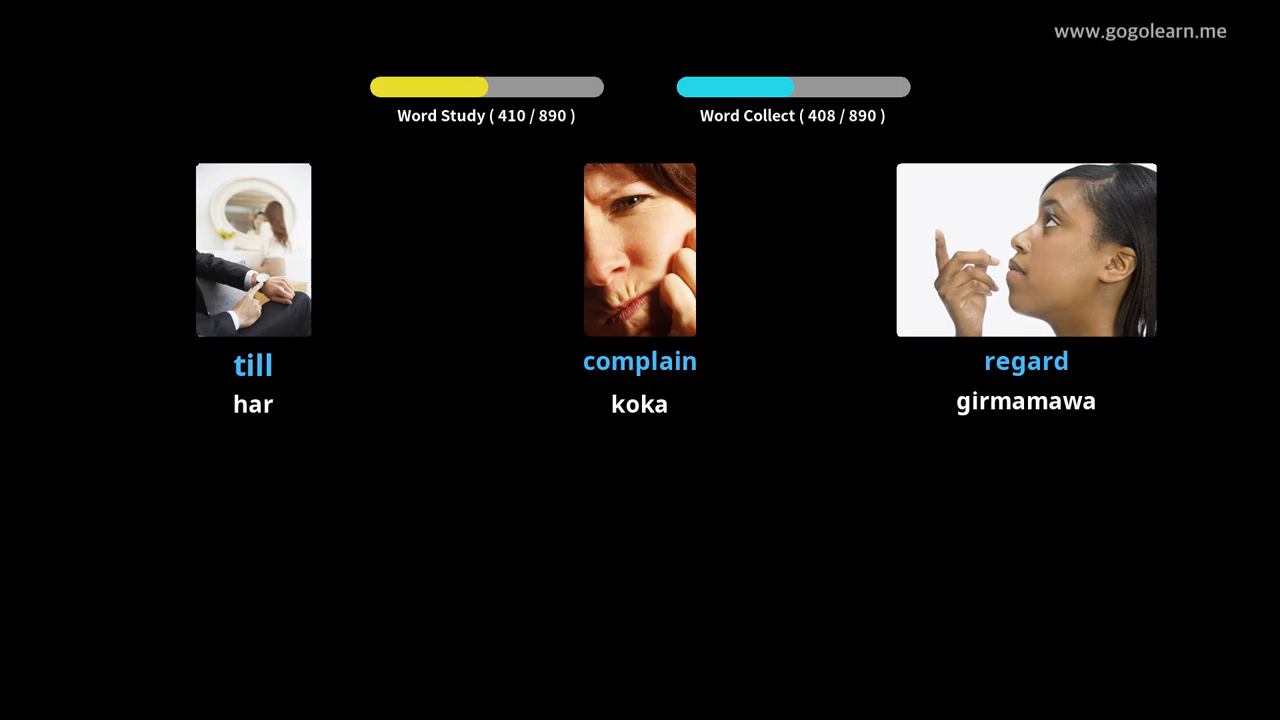 www.gogolearn.me
Word Study ( 410 / 890 )
Word Collect ( 408 / 890 )
till
har
complain
koka
regard
girmamawa